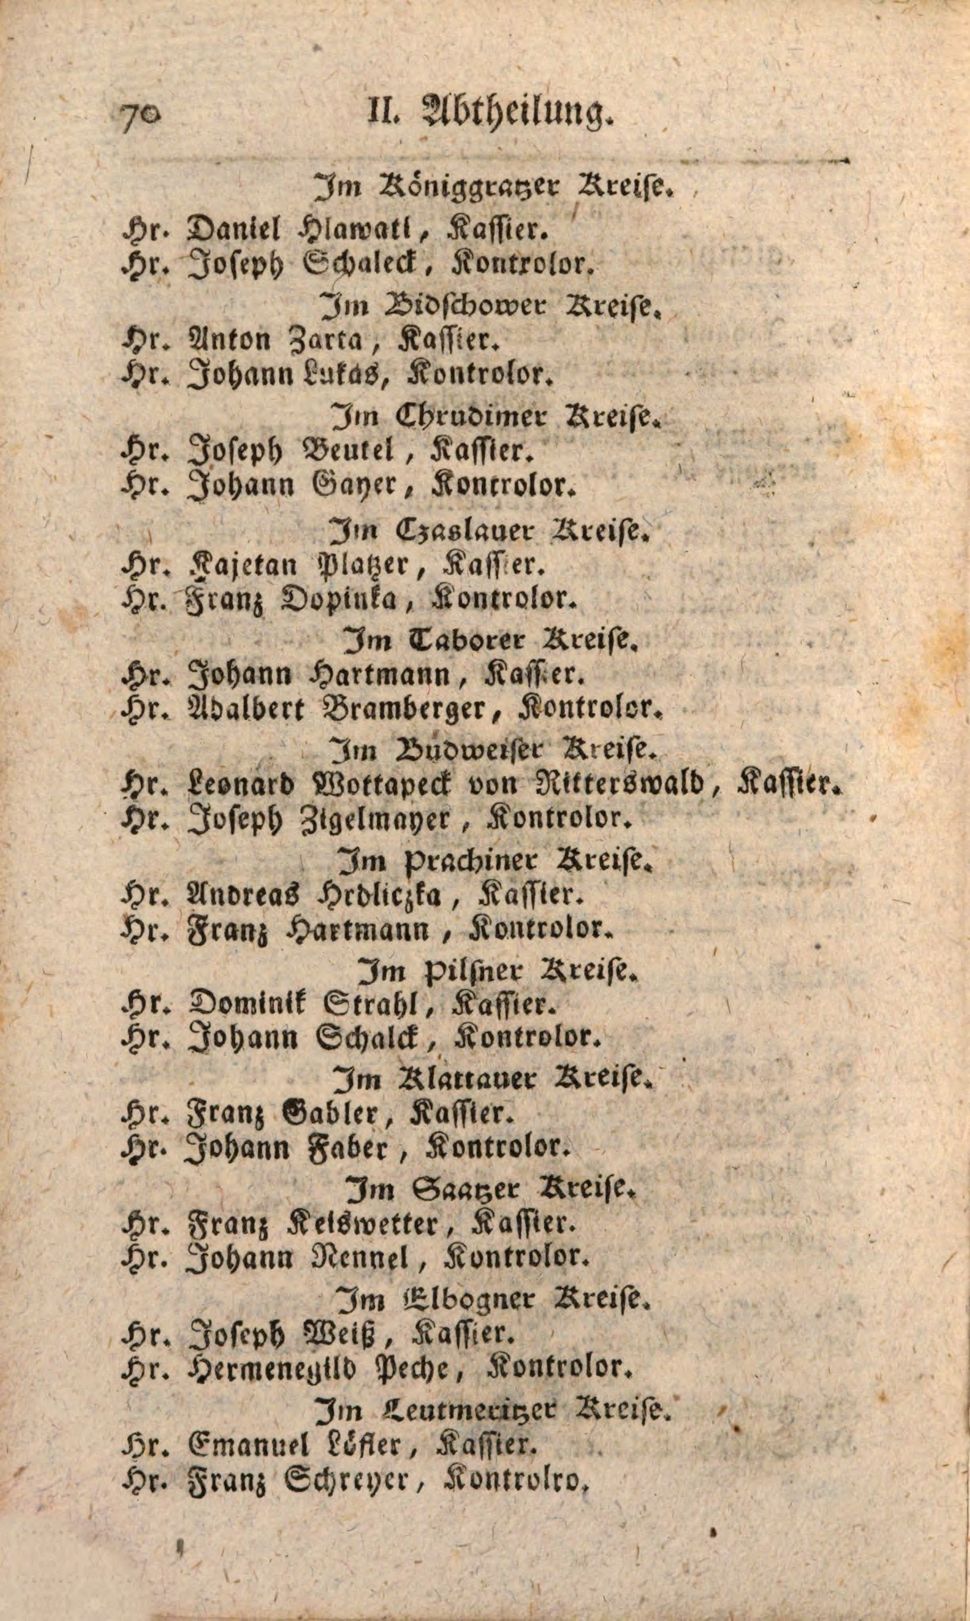 70 II. Abtheilung.
Im Königgratzer Kreise.
Hr. Daniel Hlawati, Kassier.
Hr. Joseph Schaleck, Kontrolor.
Im Bidschower Kreise.
Hr. Anton Zarta, Kassier.
Hr. Johann Lukas, Kontrolor.
Im Chrudimer Kreise.
Hr. Joseph Beutel, Kassier.
Hr. Johann Gayer, Kontrolor.
Im Czaslauer Kreise.
Hr. Kajetan Platzer, Kassier.
Hr. Franz Dopinka, Kontrolor.
Im Taborer Kreise.
Hr. Johann Hartmann, Kassier.
Hr. Adalbert Bramberger, Kontrolor.
Im Budweiser Kreise.
Hr. Leonard Wottapeck von Ritterswald, Kassier.
Hr. Joseph Zigelmayer, Kontrolor.
Im Prachiner Kreise.
Hr. Andreas Hrdliczka, Kassier.
Hr. Franz Hartmann, Kontrolor.
Im Pilsner Kreise.
Hr. Dominik Strahl, Kassier.
Hr. Johann Schalck, Kontrolor.
Im Klattauer Kreise.
Hr. Franz Gabler, Kassier.
Hr. Johann Faber, Kontrolor.
Im Saatzer Kreise.
Hr. Franz Keiswetter, Kassier.
Hr. Johann Rennel, Kontrolor.
Im Elbogner Kreise.
Hr. Joseph Weiß, Kassier.
Hr. Hermenegild Peche, Kontrolor.
Im Leutmeritzer Kreise.
Hr. Emanuel Löfler, Kassier.
Hr. Franz Schreyer, Kontrolro.